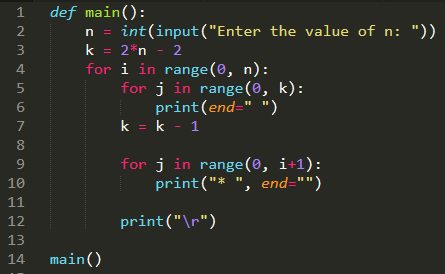 1 def main():
2     n = int(input("Enter the value of n: "))
3     k = 2*n - 2
4     for i in range(0, n):
5         for j in range(0, k):
6             print(end=" ")
7         k = k - 1
8
9         for j in range(0, i+1):
10             print("* ", end="")
11
12         print("\r")
13
14 main()